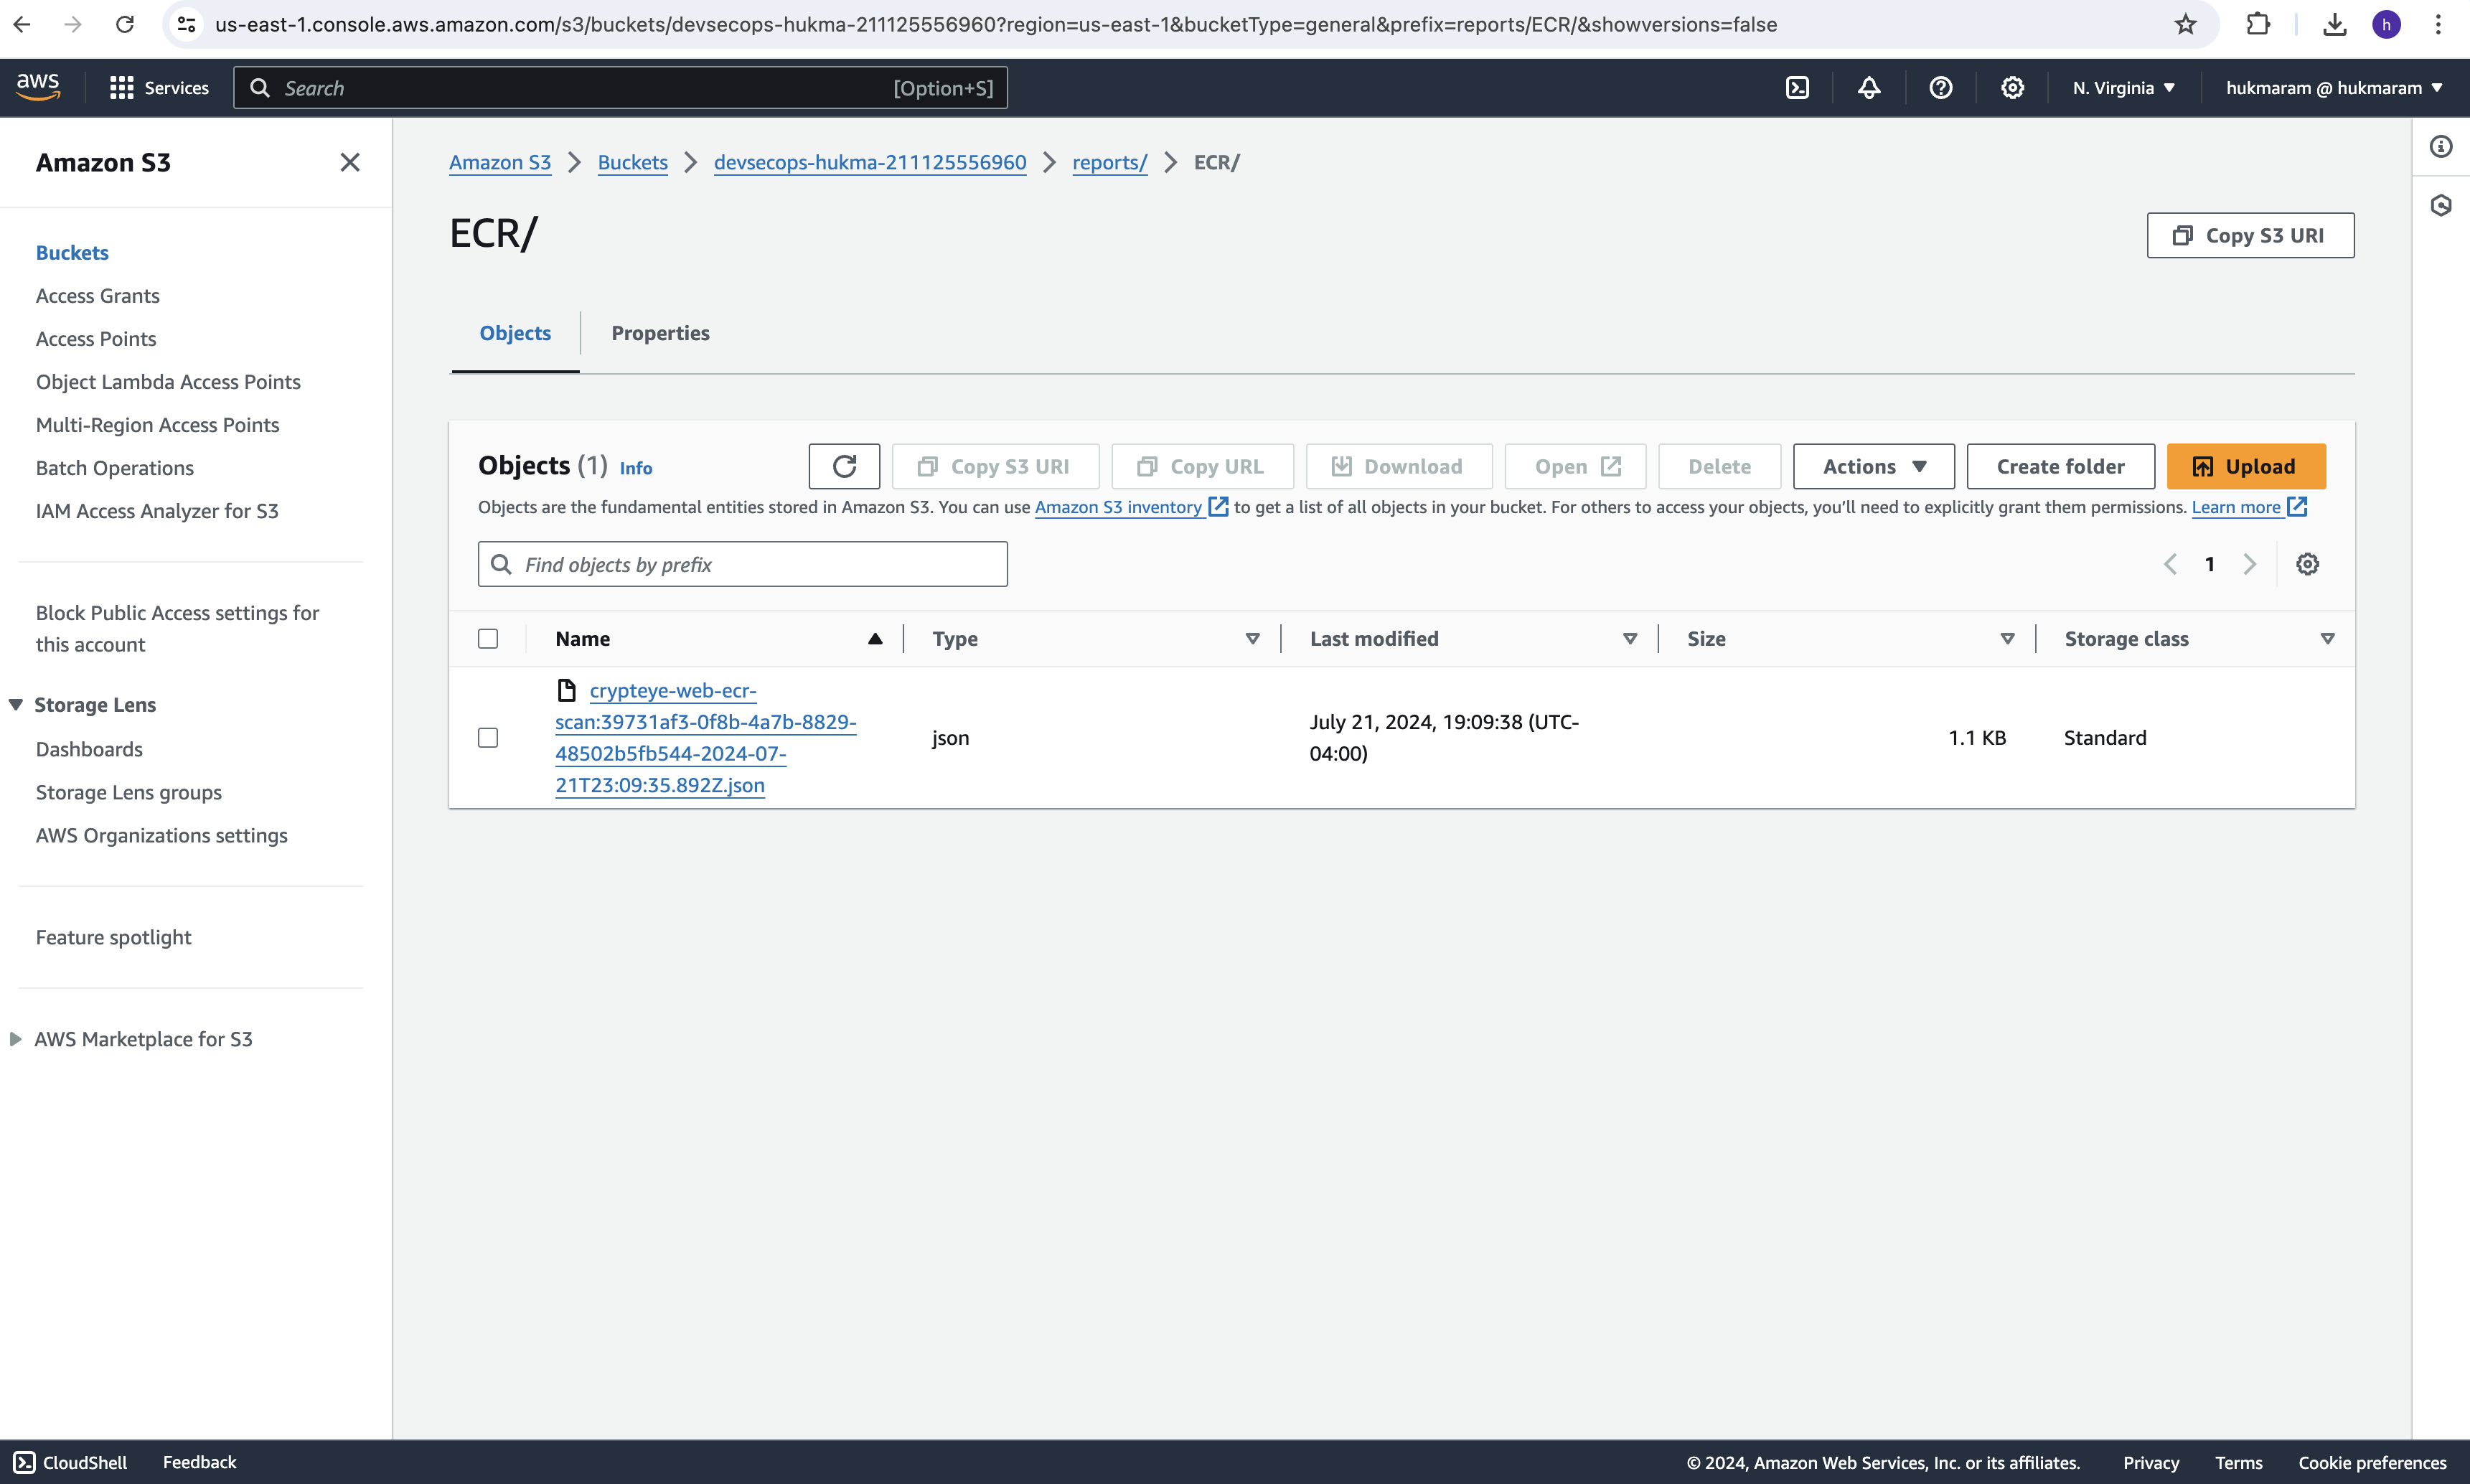 us-east-1.console.aws.amazon.com/s3/buckets/devsecops-hukma-211125556960?region=us-east-1&bucketType=general&prefix=reports/ECR/&showversions=false
h
aws
Services
Search
[Option+S]
N. Virginia
hukmaram @ hukmaram
Amazon S3
Buckets
Access Grants
Access Points
Object Lambda Access Points
Multi-Region Access Points
Batch Operations
IAM Access Analyzer for S3
Block Public Access settings for
this account
Storage Lens
Dashboards
Storage Lens groups
AWS Organizations settings
Feature spotlight
AWS Marketplace for S3
Amazon S3
Buckets
devsecops-hukma-211125556960
reports/
ECR/
ECR/
Copy S3 URI
Objects
Properties
Objects (1) Info
Copy S3 URI
Copy URL
Download
Open
Delete
Actions
Create folder
Upload
Objects are the fundamental entities stored in Amazon S3. You can use Amazon S3 inventory to get a list of all objects in your bucket. For others to access your objects, you'll need to explicitly grant them permissions. Learn more
Find objects by prefix
1
Name
Type
Last modified
Size
Storage class
crypteye-web-ecr-
scan:39731af3-0f8b-4a7b-8829-
48502b5fb544-2024-07-
21T23:09:35.892Z.json
json
July 21, 2024, 19:09:38 (UTC-
04:00)
1.1 KB
Standard
CloudShell
Feedback
© 2024, Amazon Web Services, Inc. or its affiliates.
Privacy
Terms
Cookie preferences